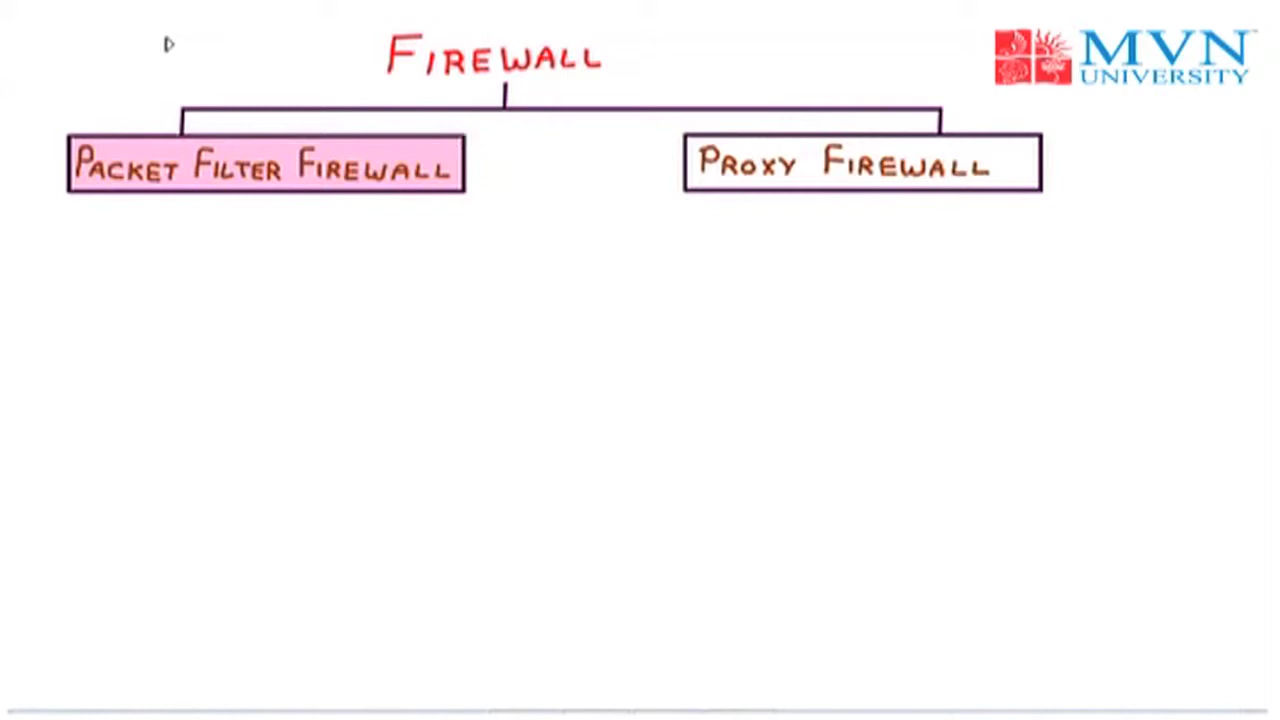 FIREWALL
MVN
UNIVERSITY
PACKET FILTER FIREWALL
PROXY FIREWALL